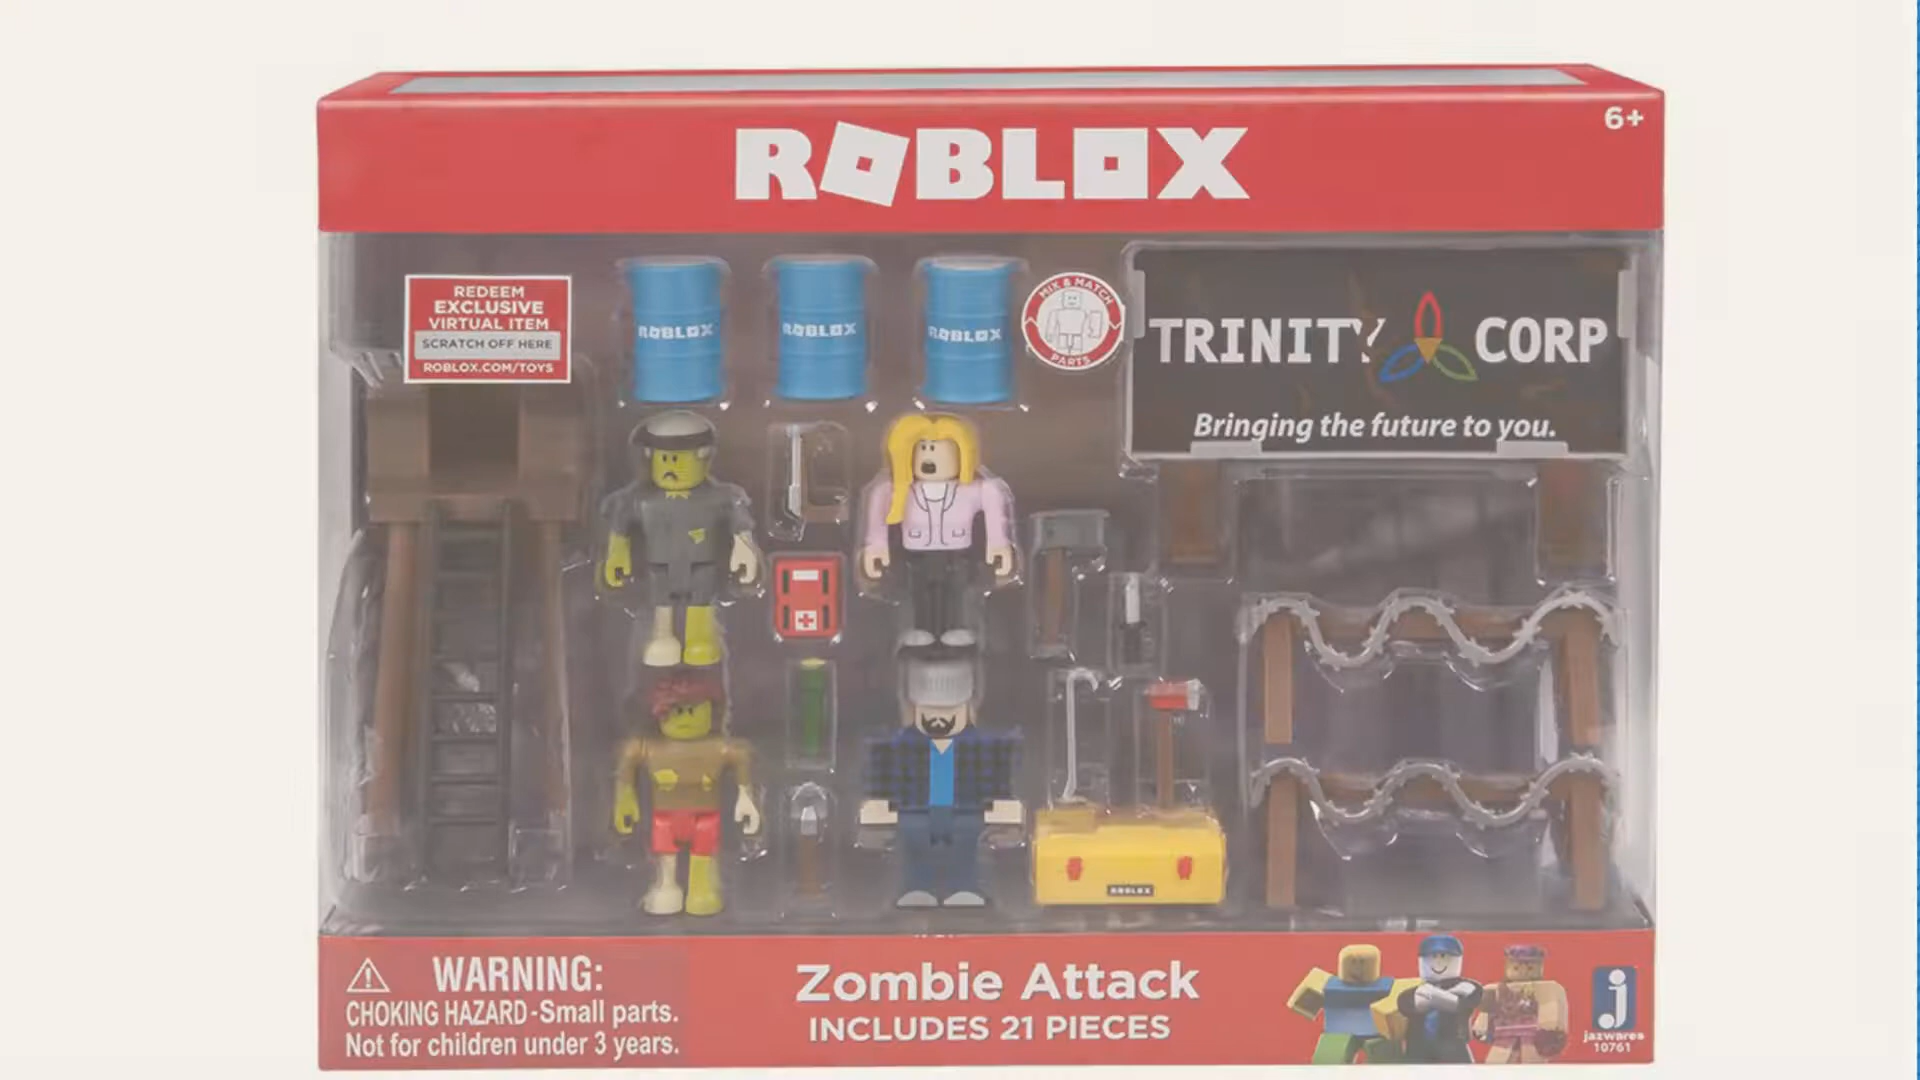 ROBLOX
6+
REDEEM
EXCLUSIVE
VIRTUAL ITEM
SCRATCH OFF HERE
ROBLOX.COM/TOYS
ROBLOX
ROBLOX
ROBLOX
MIX & MATCH
PARTS
TRINITY CORP
Bringing the future to you.
ROBLOX
WARNING:
CHOKING HAZARD-Small parts.
Not for children under 3 years.
Zombie Attack
INCLUDES 21 PIECES
j
jazwares
10761